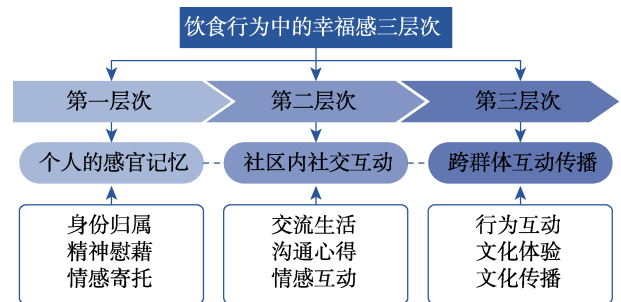 饮食行为中的幸福感三层次
第一层次
第二层次
第三层次
个人的感官记忆
社区内社交互动
跨群体互动传播
身份归属
精神慰藉
情感寄托
交流生活
沟通心得
情感互动
行为互动
文化体验
文化传播